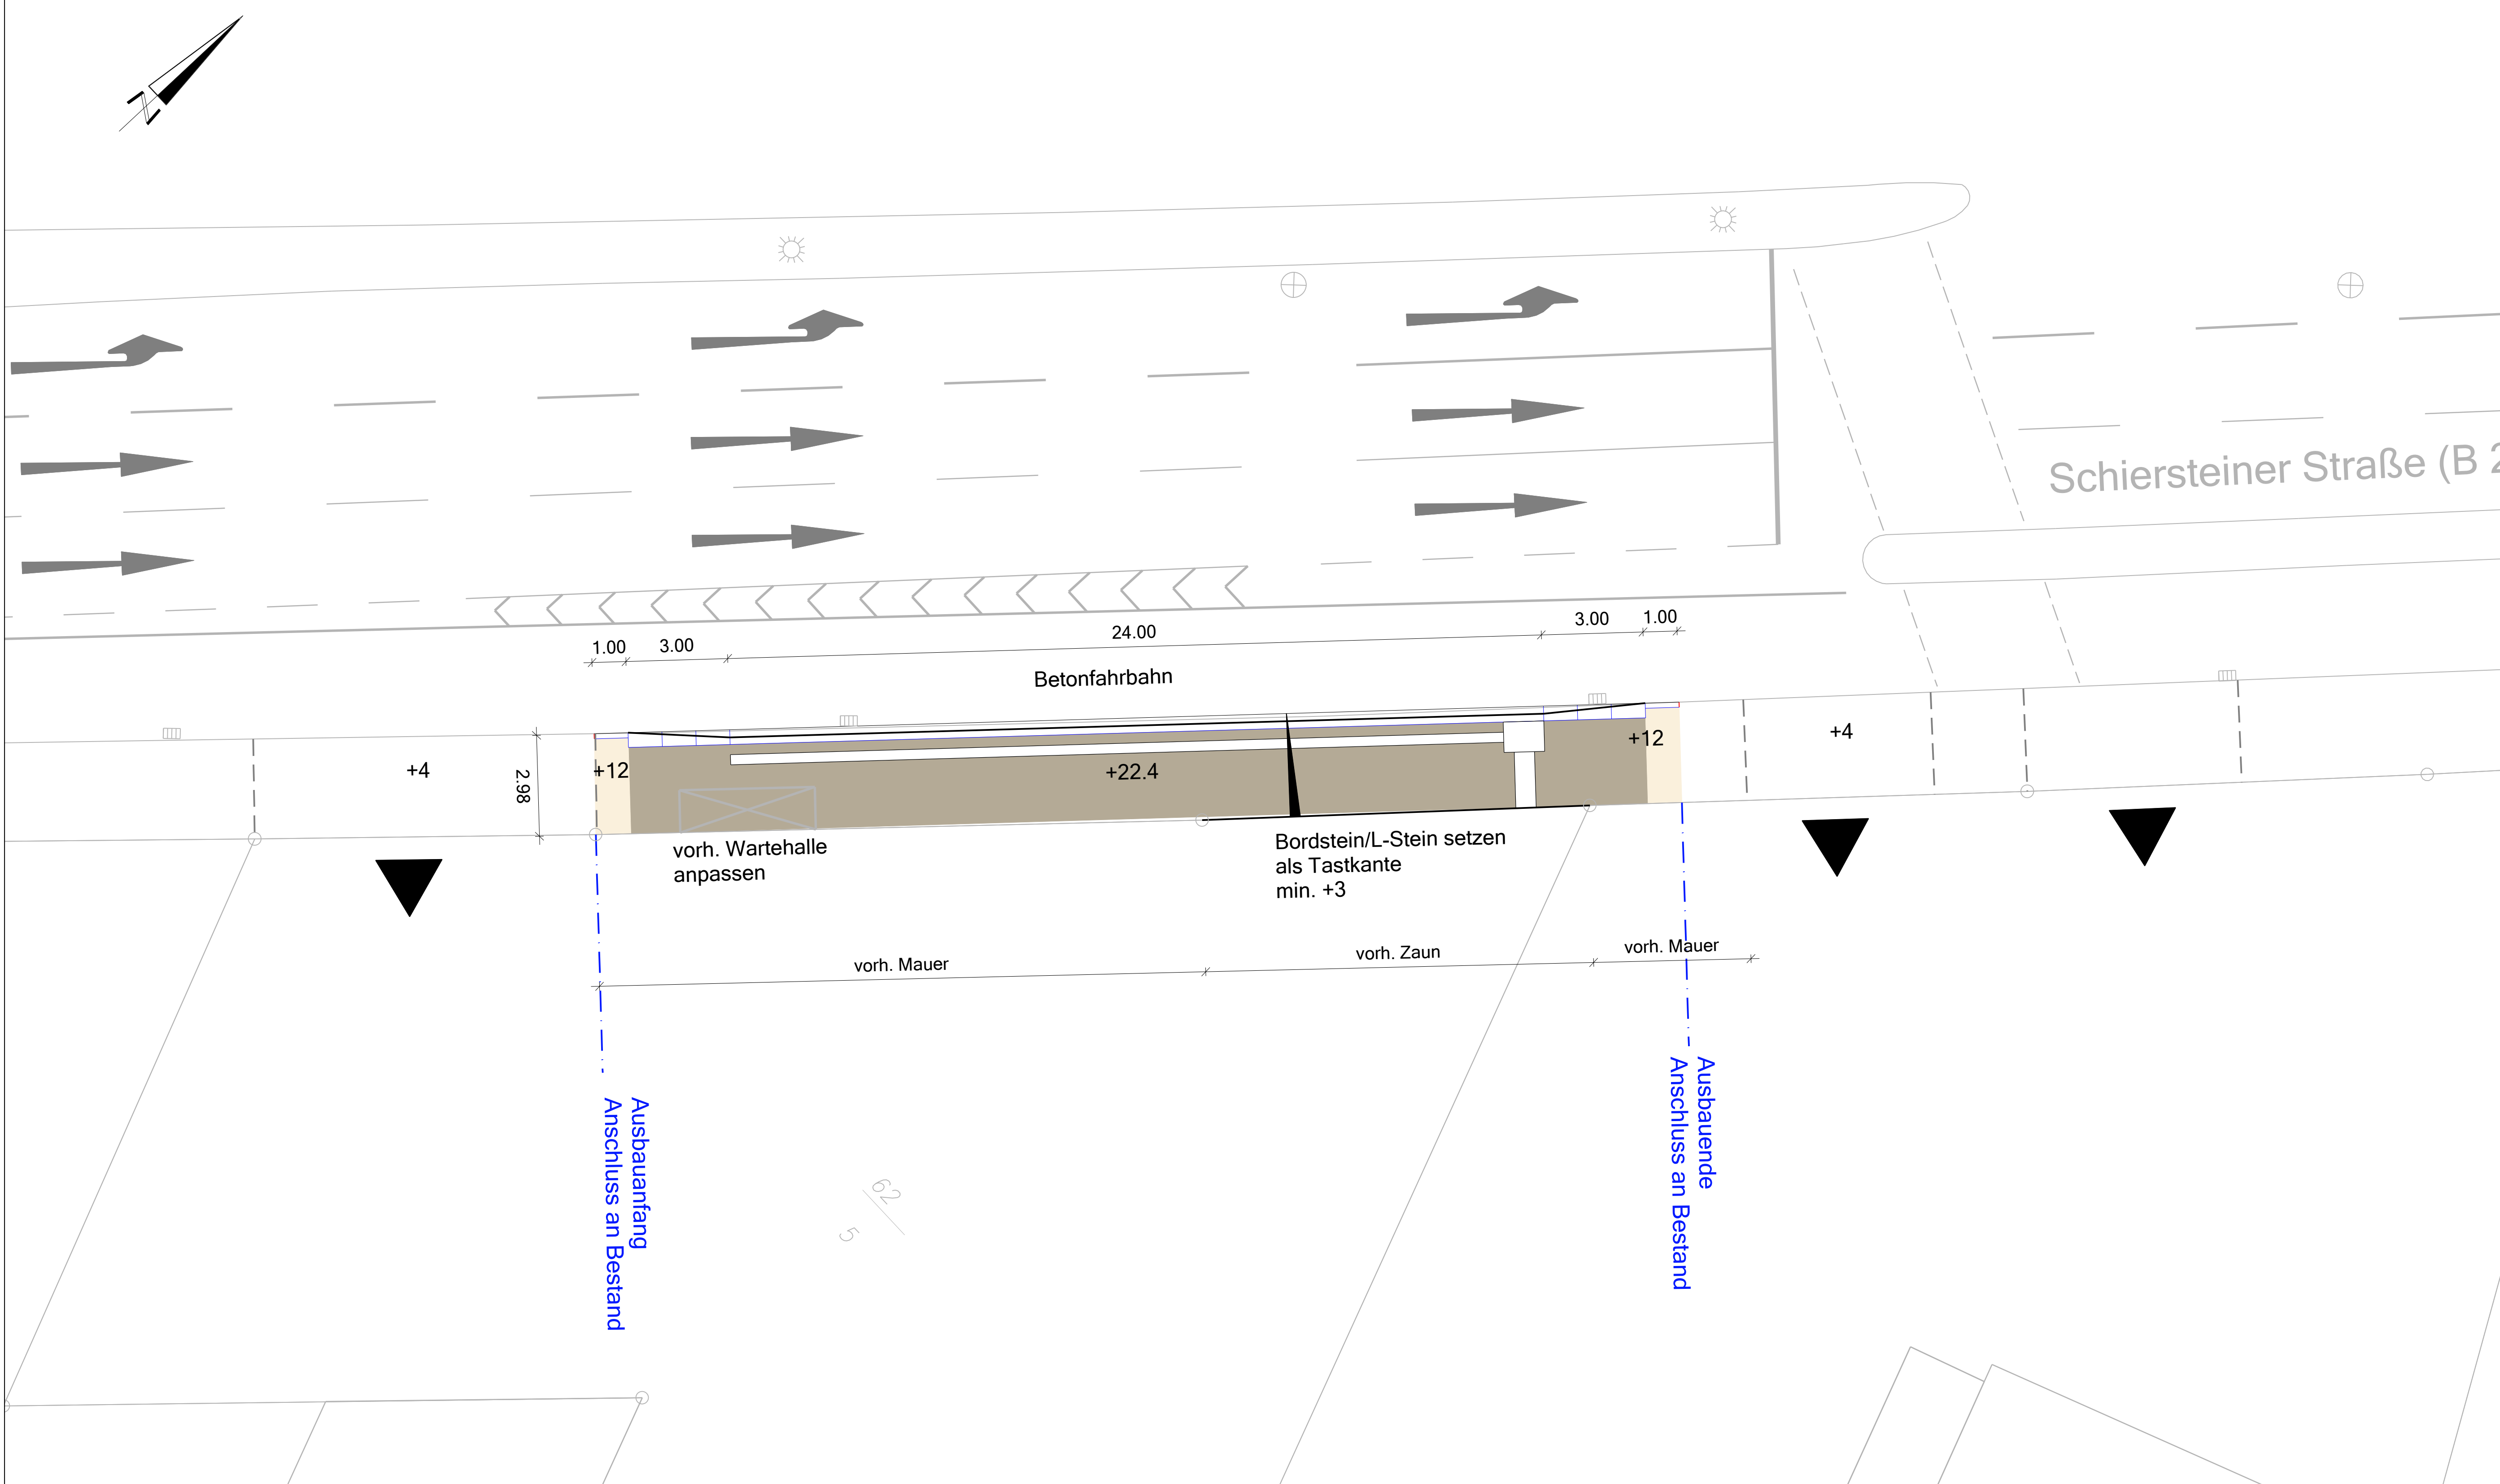 N
Schiersteiner Straße (B 2
1.00
3.00
24.00
3.00
1.00
Betonfahrbahn
+4
2.98
+12
+22.4
+12
+4
vorh. Wartehalle
anpassen
Bordstein/L-Stein setzen
als Tastkante
min. +3
vorh. Mauer
vorh. Zaun
vorh. Mauer
Ausbauanfang
Anschluss an Bestand
Ausbauende
Anschluss an Bestand
62
5